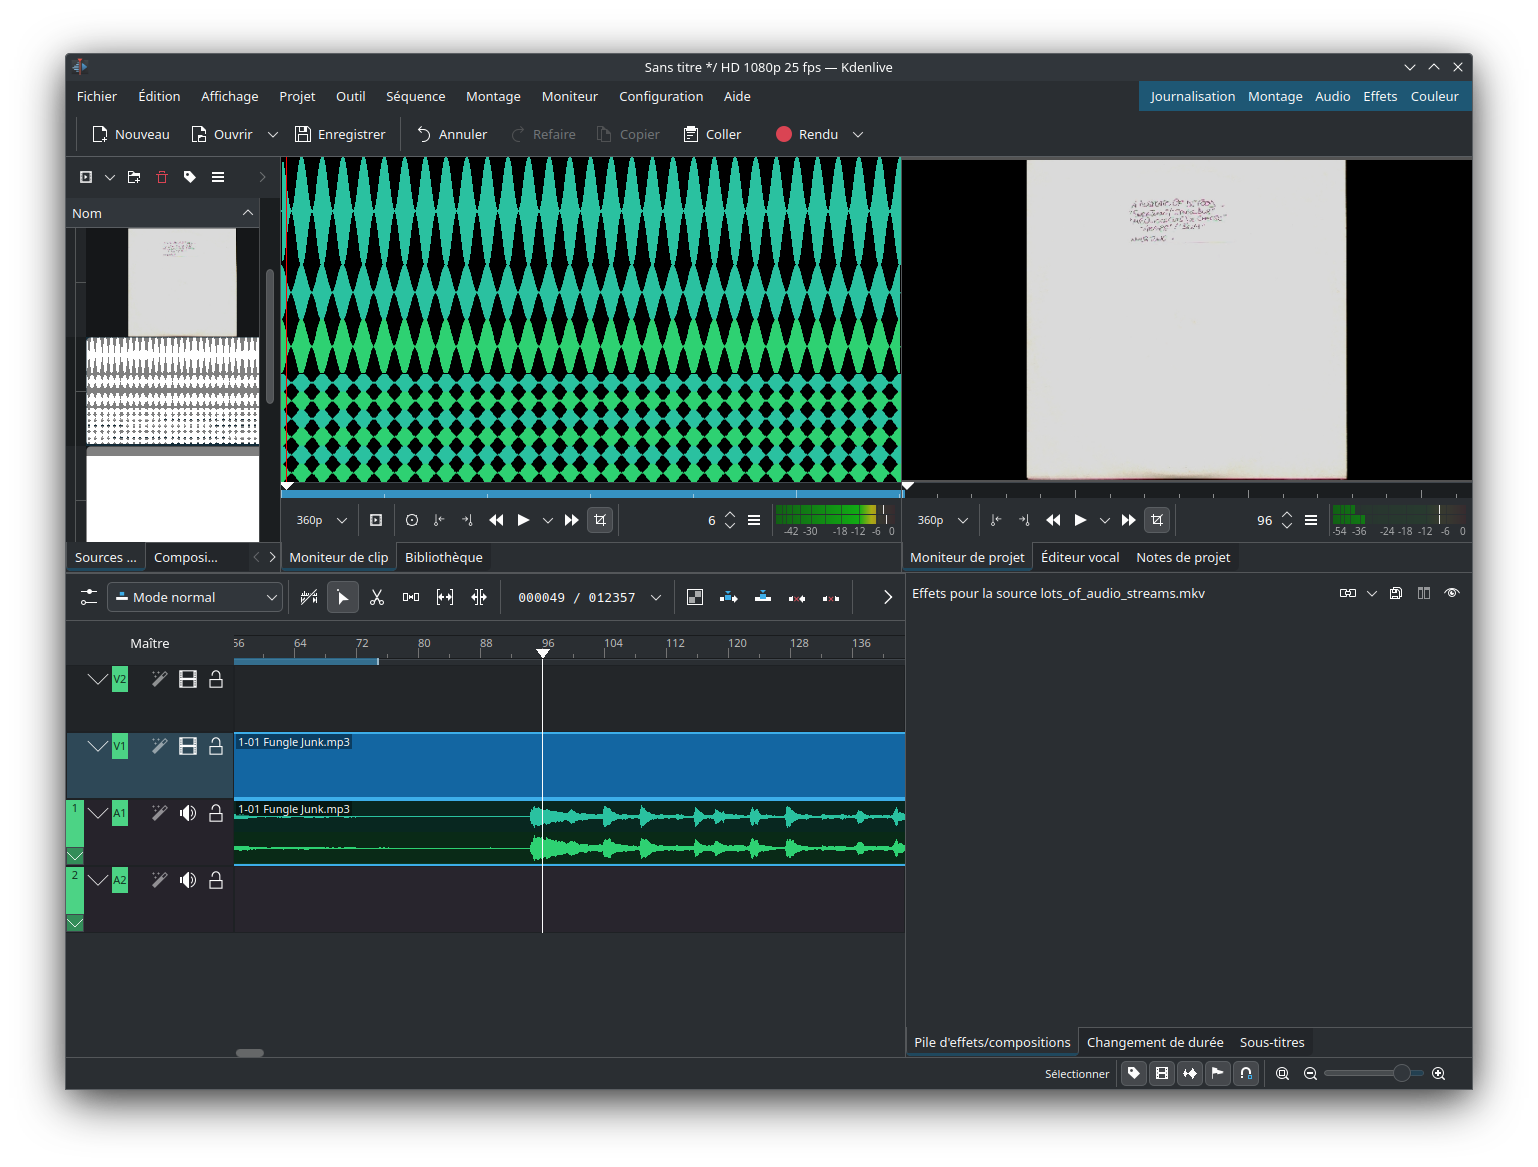 Sans titre */ HD 1080p 25 fps — Kdenlive
Fichier Édition Affichage Projet Outil Séquence Montage Moniteur Configuration Aide
Journalisation Montage Audio Effets Couleur
Nouveau Ouvrir Enregistrer Annuler Refaire Copier Coller Rendu
Nom
360p 6
-42 -30 -18 -12 -6 0
360p 96
-54 -36 -24 -18 -12 -6 0
Sources ... Composi...
Moniteur de clip Bibliothèque
Moniteur de projet Éditeur vocal Notes de projet
Mode normal 000049 / 012357
Effets pour la source lots_of_audio_streams.mkv
Maître
56 64 72 80 88 96 104 112 120 128 136
V2
V1
1-01 Fungle Junk.mp3
1 A1
1-01 Fungle Junk.mp3
2 A2
Pile d'effets/compositions Changement de durée Sous-titres
Sélectionner